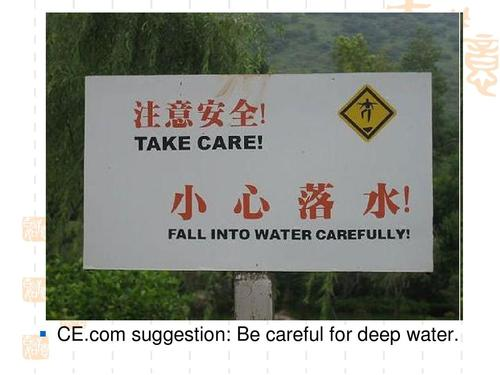 注意安全!
TAKE CARE!
小心落水!
FALL INTO WATER CAREFULLY!
CE.com suggestion: Be careful for deep water.